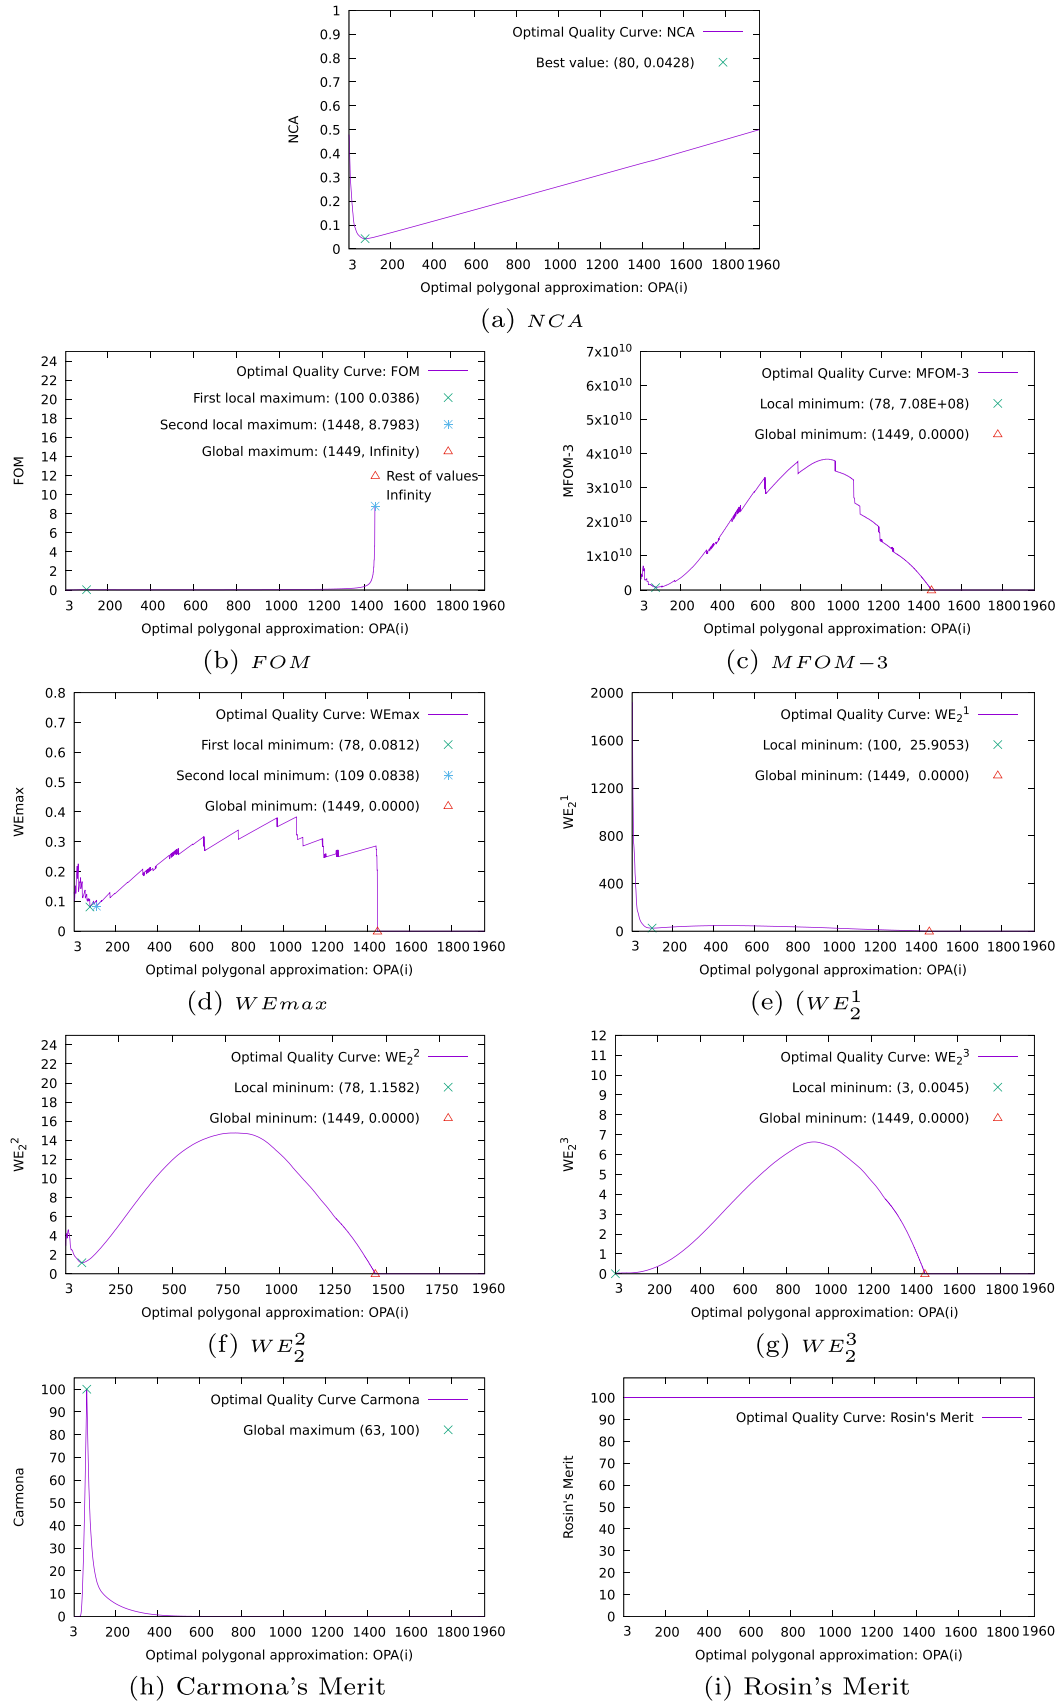 1
0.9
0.8
0.7
0.6
0.5
0.4
0.3
0.2
0.1
0
NCA
Optimal Quality Curve: NCA
Best value: (80, 0.0428)
3 200 400 600 800 1000 1200 1400 1600 1800 1960
Optimal polygonal approximation: OPA(i)
(a) NCA
24
22
20
18
16
14
12
10
8
6
4
2
0
FOM
Optimal Quality Curve: FOM
First local maximum: (100 0.0386)
Second local maximum: (1448, 8.7983)
Global maximum: (1449, Infinity)
Rest of values
Infinity
3 200 400 600 800 1000 1200 1400 1600 1800 1960
Optimal polygonal approximation: OPA(i)
(b) FOM
7x10^10
6x10^10
5x10^10
4x10^10
3x10^10
2x10^10
1x10^10
0
MFOM-3
Optimal Quality Curve: MFOM-3
Local minimum: (78, 7.08E+08)
Global minimum: (1449, 0.0000)
3 200 400 600 800 1000 1200 1400 1600 1800 1960
Optimal polygonal approximation: OPA(i)
(c) MFOM−3
0.8
0.7
0.6
0.5
0.4
0.3
0.2
0.1
0
WEmax
Optimal Quality Curve: WEmax
First local minimum: (78, 0.0812)
Second local minimum: (109 0.0838)
Global minimum: (1449, 0.0000)
3 200 400 600 800 1000 1200 1400 1600 1800 1960
Optimal polygonal approximation: OPA(i)
(d) WEmax
2000
1600
1200
800
400
0
WE₂¹
Optimal Quality Curve: WE₂¹
Local mininum: (100, 25.9053)
Global mininum: (1449, 0.0000)
3 200 400 600 800 1000 1200 1400 1600 1800 1960
Optimal polygonal approximation: OPA(i)
(e) (WE₂¹
24
22
20
18
16
14
12
10
8
6
4
2
0
WE₂²
Optimal Quality Curve: WE₂²
Local mininum: (78, 1.1582)
Global mininum: (1449, 0.0000)
3 250 500 750 1000 1250 1500 1750 1960
Optimal polygonal approximation: OPA(i)
(f) WE₂²
12
11
10
9
8
7
6
5
4
3
2
1
0
WE₂³
Optimal Quality Curve: WE₂³
Local mininum: (3, 0.0045)
Global mininum: (1449, 0.0000)
3 200 400 600 800 1000 1200 1400 1600 1800 1960
Optimal polygonal approximation: OPA(i)
(g) WE₂³
100
90
80
70
60
50
40
30
20
10
0
Carmona
Optimal Quality Curve Carmona
Global maximum (63, 100)
3 200 400 600 800 1000 1200 1400 1600 1800 1960
Optimal polygonal approximation: OPA(i)
(h) Carmona's Merit
100
90
80
70
60
50
40
30
20
10
0
Rosin's Merit
Optimal Quality Curve: Rosin's Merit
3 200 400 600 800 1000 1200 1400 1600 1800 1960
Optimal polygonal approximation: OPA(i)
(i) Rosin's Merit